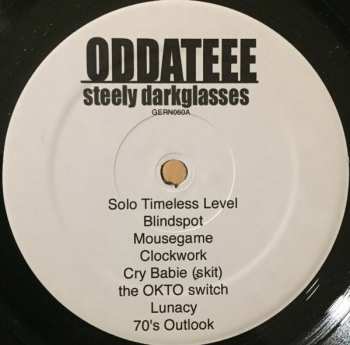 ODDATEEE
steely darkglasses
GERN060A
Solo Timeless Level
Blindspot
Mousegame
Clockwork
Cry Babie (skit)
the OKTO switch
Lunacy
70's Outlook